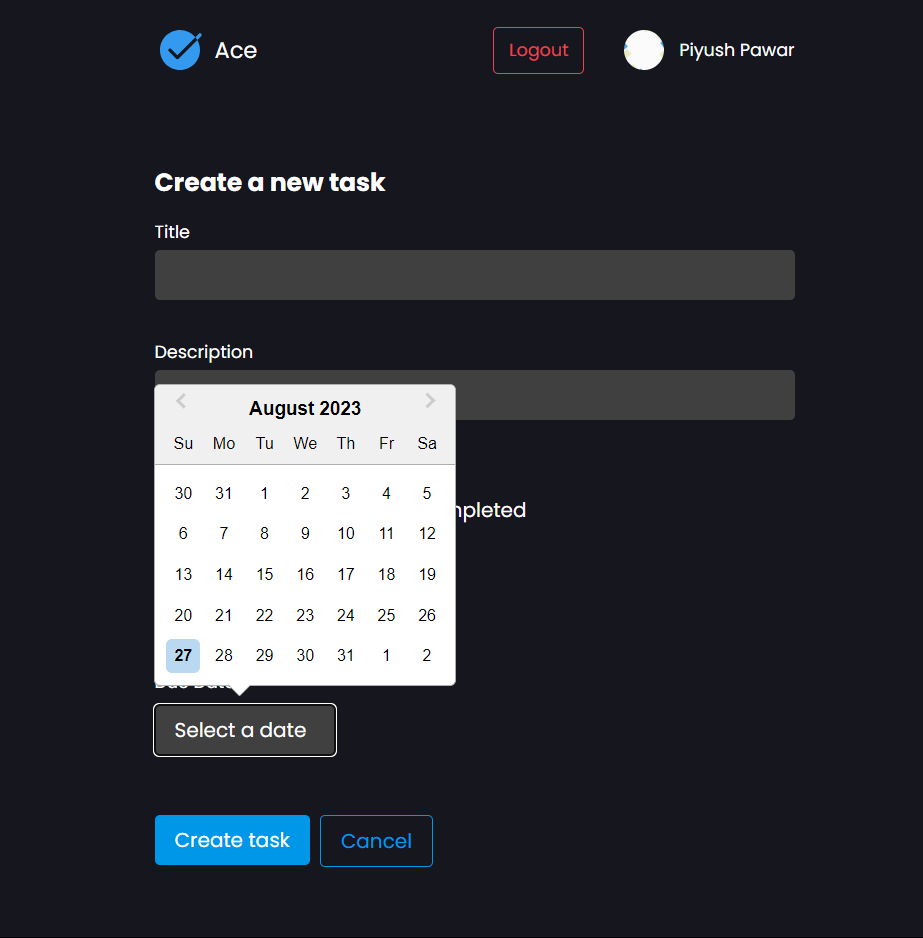 Ace
Logout
Piyush Pawar
Create a new task
Title
Description
August 2023
Su Mo Tu We Th Fr Sa
30 31 1 2 3 4 5
6 7 8 9 10 11 12
13 14 15 16 17 18 19
20 21 22 23 24 25 26
27 28 29 30 31 1 2
mpleted
Due Date
Select a date
Create task
Cancel